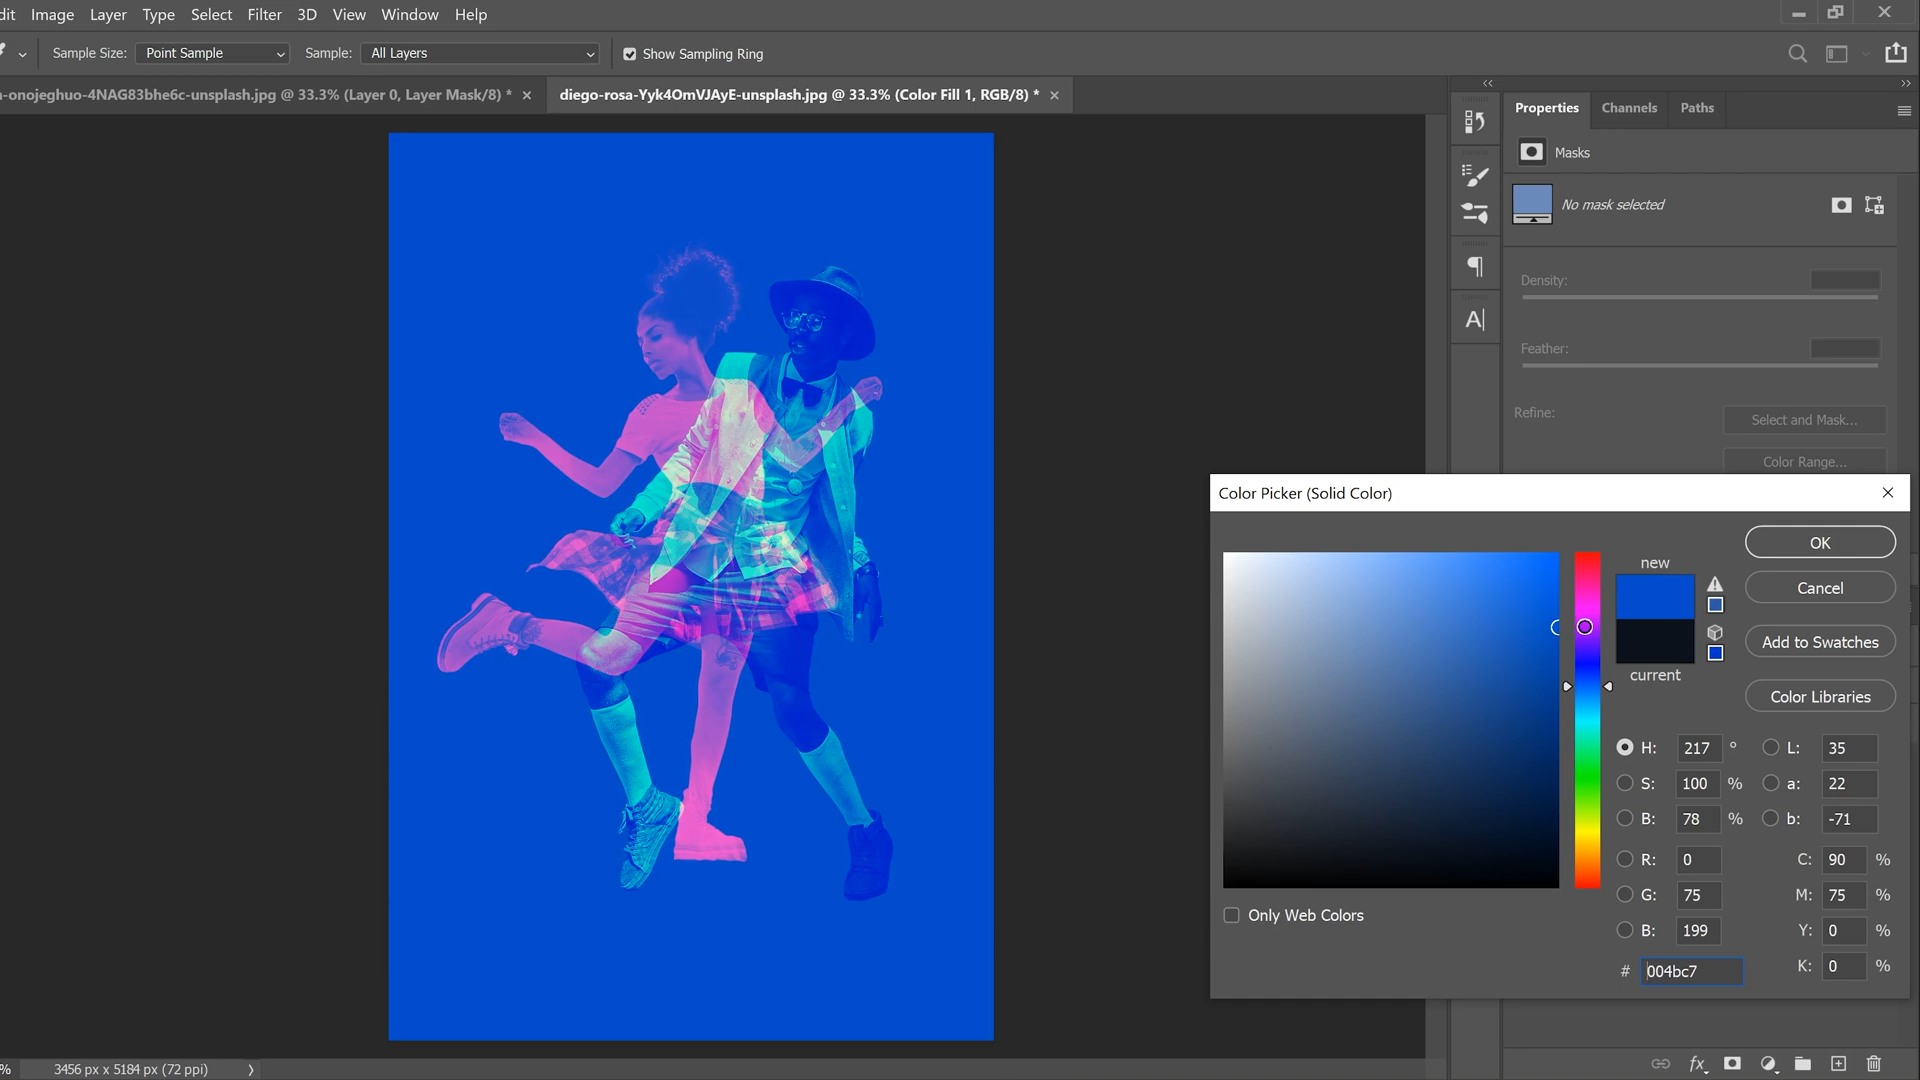 dit Image Layer Type Select Filter 3D View Window Help
Sample Size: Point Sample Sample: All Layers Show Sampling Ring
-onojeghuo-4NAG83bhe6c-unsplash.jpg @ 33.3% (Layer 0, Layer Mask/8) * × diego-rosa-Yyk4OmVJAyE-unsplash.jpg @ 33.3% (Color Fill 1, RGB/8) * ×
Properties Channels Paths
Masks
No mask selected
Density:
Feather:
Refine: Select and Mask...
Color Range...
Color Picker (Solid Color)
new
current
OK
Cancel
Add to Swatches
Color Libraries
H: 217 ° L: 35
S: 100 % a: 22
B: 78 % b: -71
R: 0 C: 90 %
G: 75 M: 75 %
B: 199 Y: 0 %
# 004bc7 K: 0 %
Only Web Colors
% 3456 px x 5184 px (72 ppi)
fx